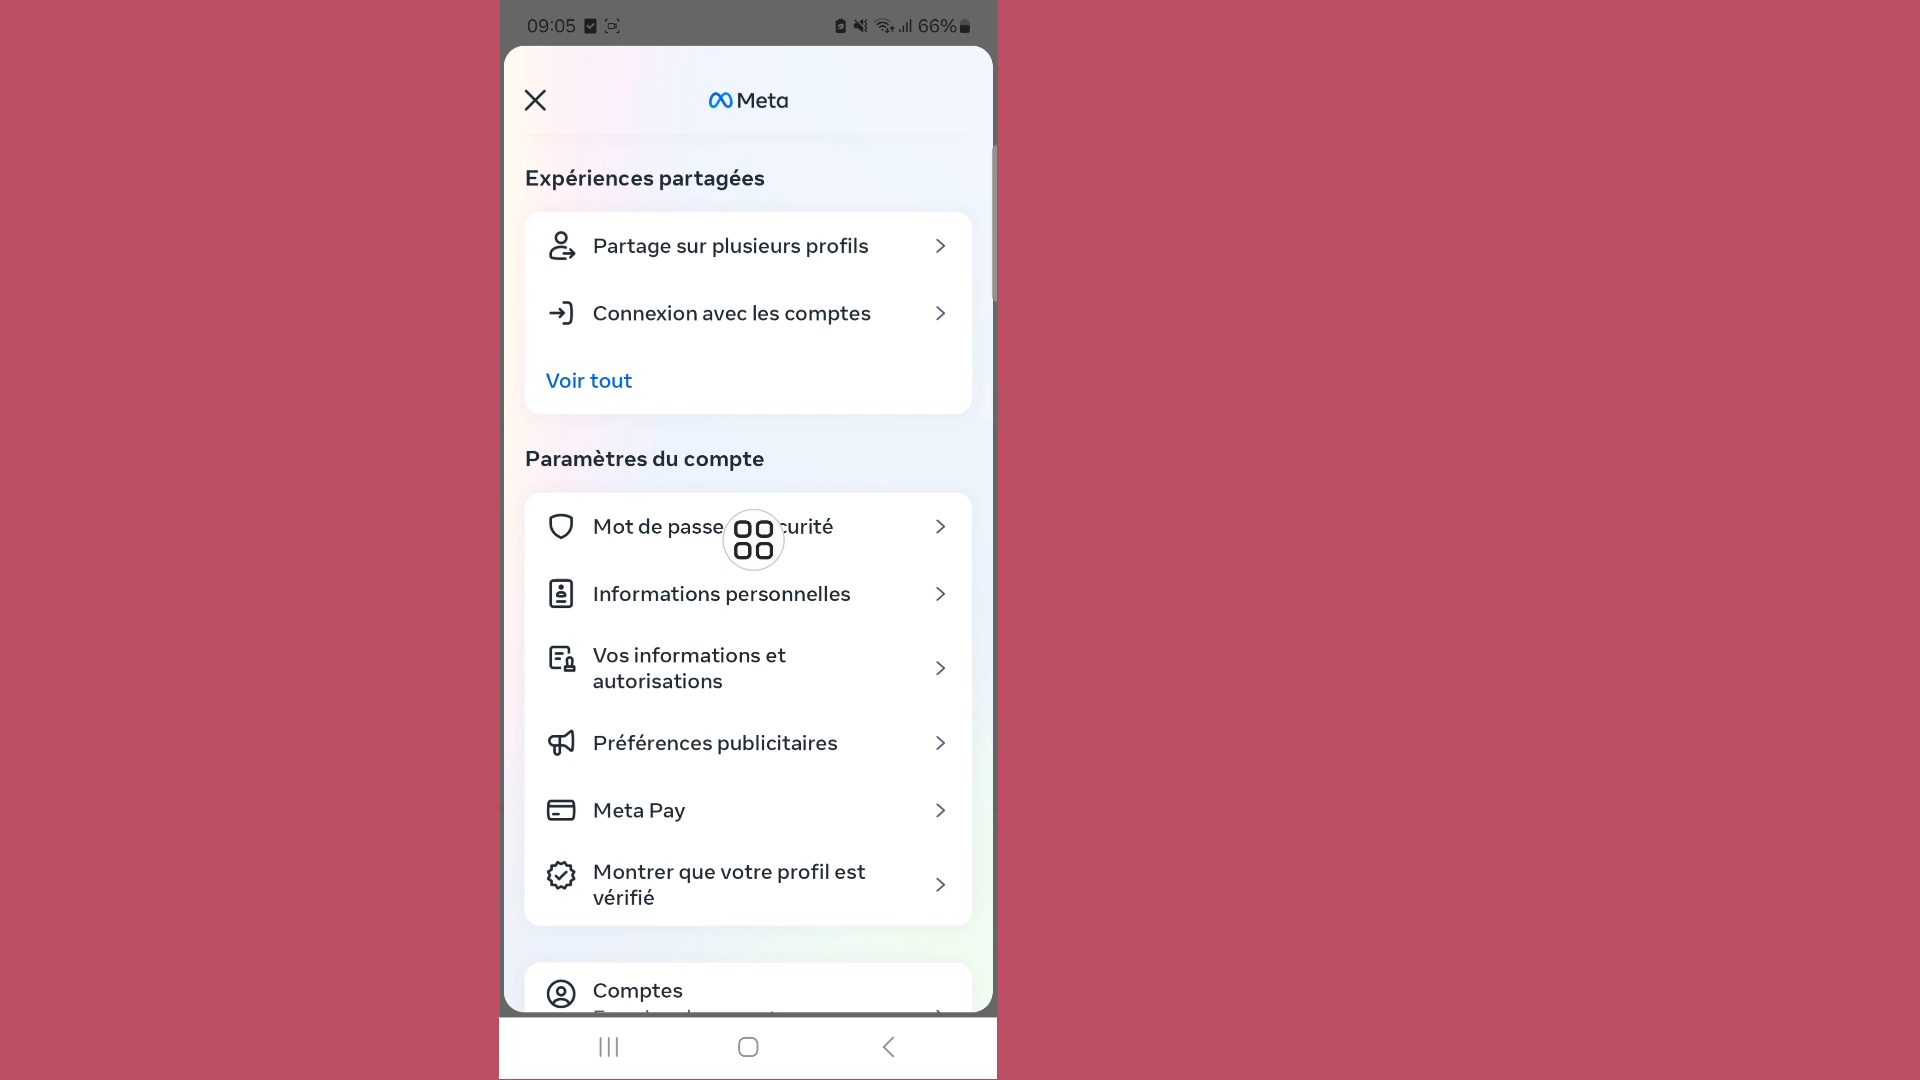 09:05
66%
Meta
Expériences partagées
Partage sur plusieurs profils
Connexion avec les comptes
Voir tout
Paramètres du compte
Mot de passe curité
Informations personnelles
Vos informations et
autorisations
Préférences publicitaires
Meta Pay
Montrer que votre profil est
vérifié
Comptes